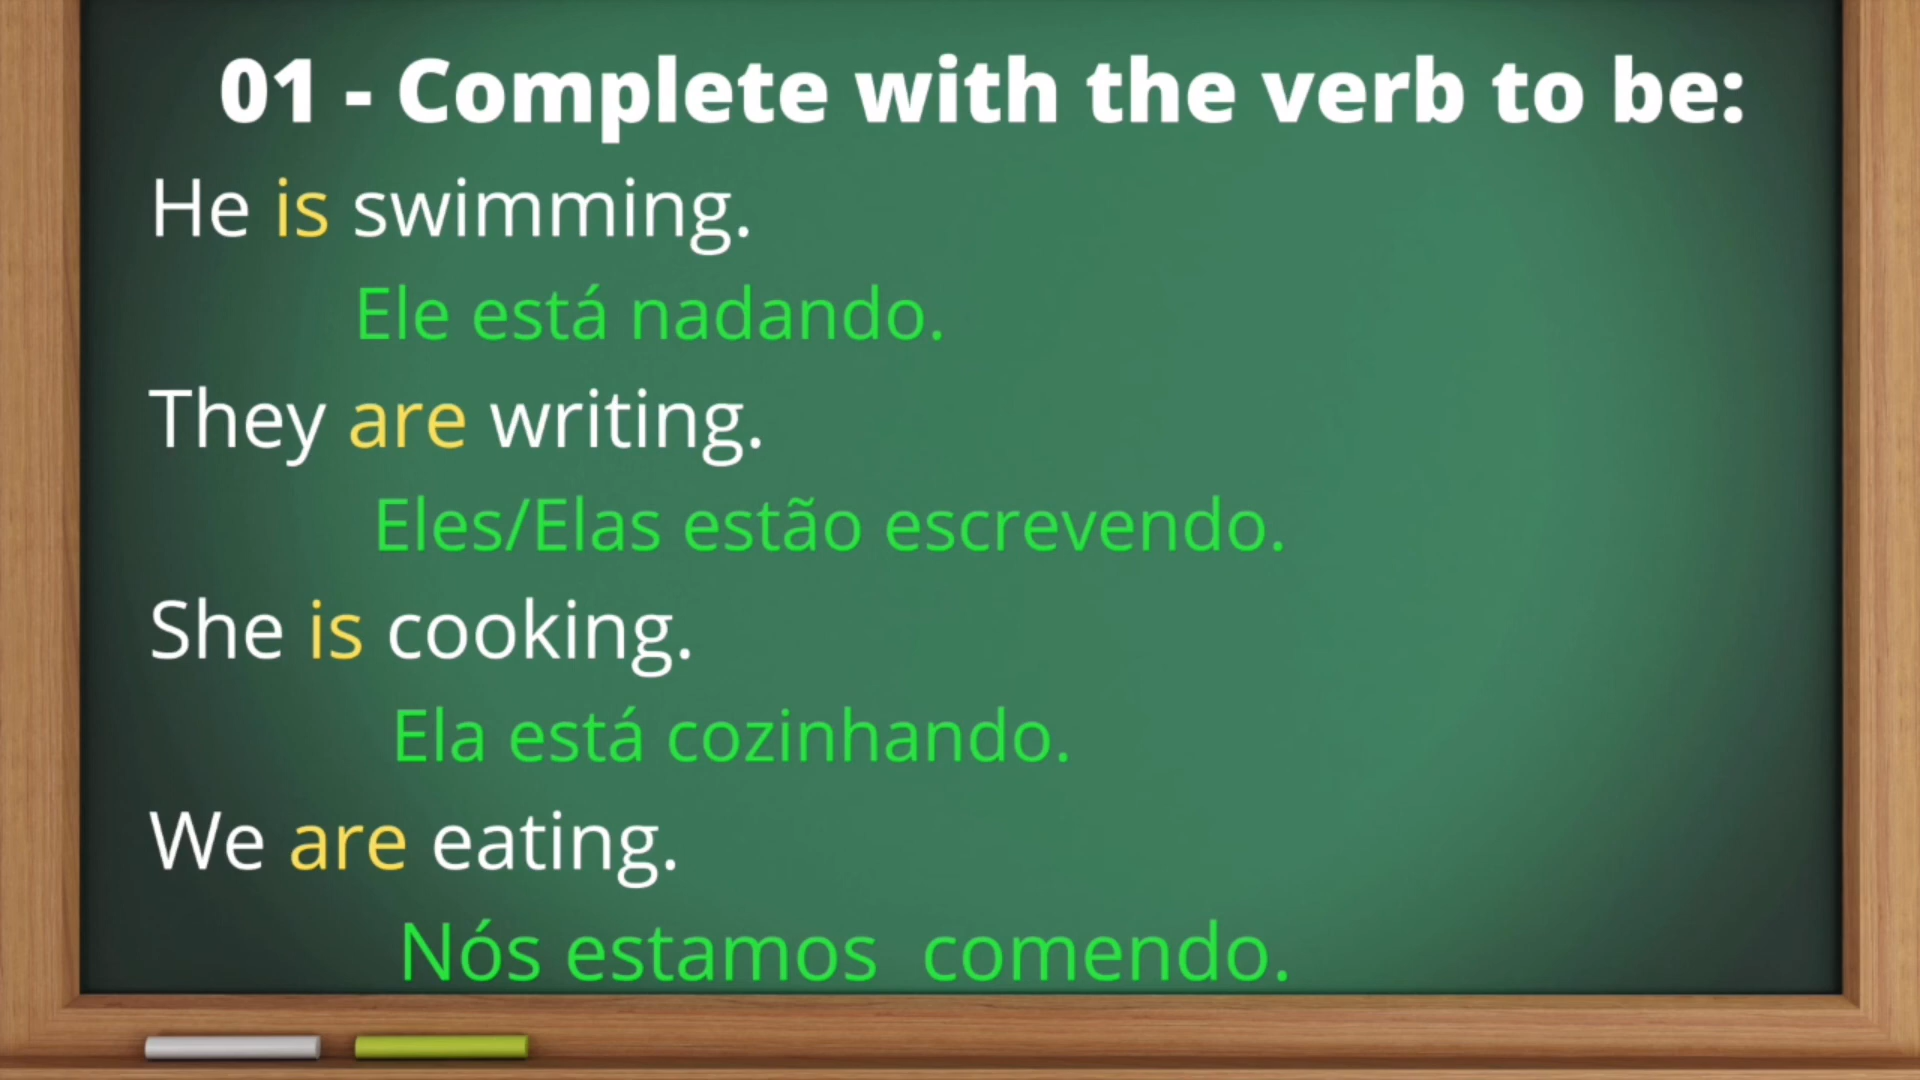 01 - Complete with the verb to be:
He is swimming.
Ele está nadando.
They are writing.
Eles/Elas estão escrevendo.
She is cooking.
Ela está cozinhando.
We are eating.
Nós estamos comendo.